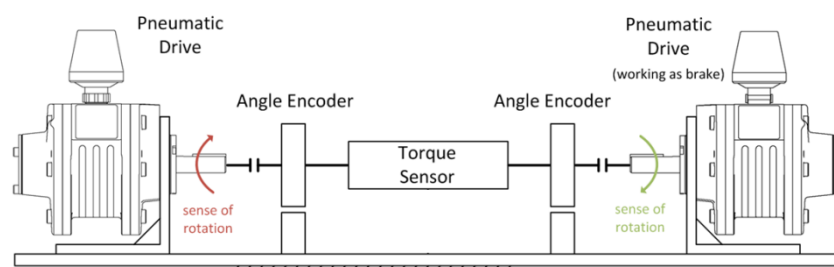 Pneumatic
Drive
Pneumatic
Drive
(working as brake)
Angle Encoder
Angle Encoder
Torque
Sensor
sense of
rotation
sense of
rotation